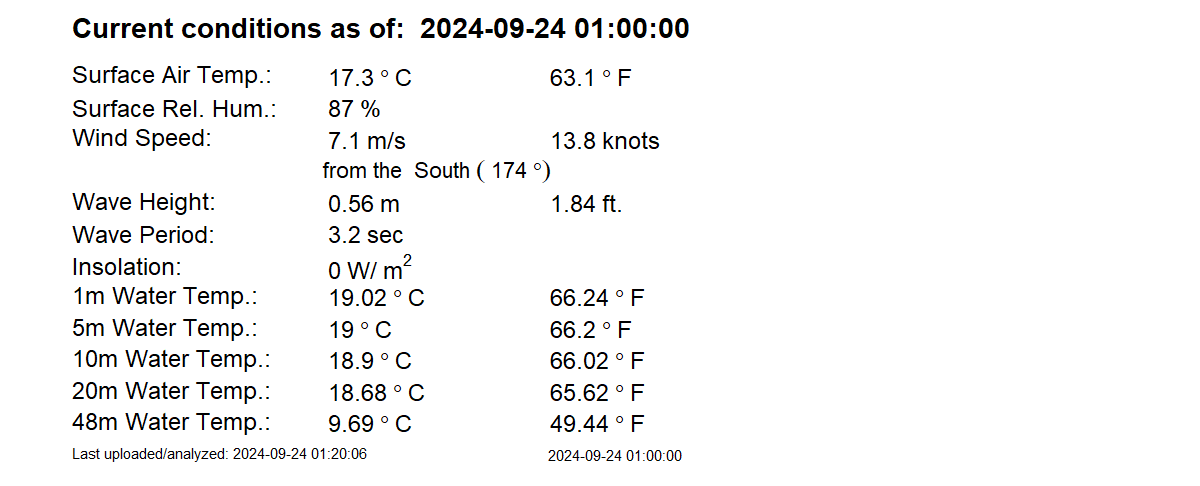 Current conditions as of: 2024-09-24 01:00:00
Surface Air Temp.: 17.3 ° C 63.1 ° F
Surface Rel. Hum.: 87 %
Wind Speed: 7.1 m/s 13.8 knots
from the South ( 174 °)
Wave Height: 0.56 m 1.84 ft.
Wave Period: 3.2 sec
Insolation: 0 W/ m²
1m Water Temp.: 19.02 ° C 66.24 ° F
5m Water Temp.: 19 ° C 66.2 ° F
10m Water Temp.: 18.9 ° C 66.02 ° F
20m Water Temp.: 18.68 ° C 65.62 ° F
48m Water Temp.: 9.69 ° C 49.44 ° F
Last uploaded/analyzed: 2024-09-24 01:20:06 2024-09-24 01:00:00